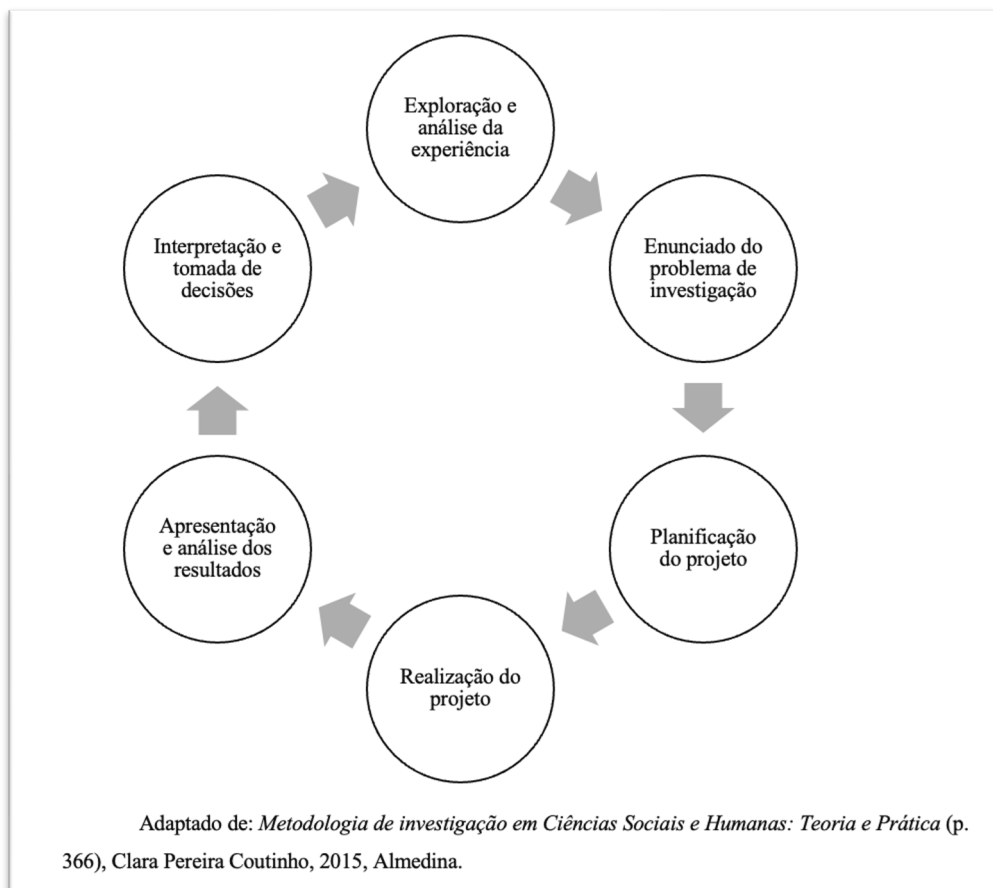 Exploração e
análise da
experiência
Enunciado do
problema de
investigação
Planificação
do projeto
Realização do
projeto
Apresentação
e análise dos
resultados
Interpretação e
tomada de
decisões
Adaptado de: Metodologia de investigação em Ciências Sociais e Humanas: Teoria e Prática (p.
366), Clara Pereira Coutinho, 2015, Almedina.